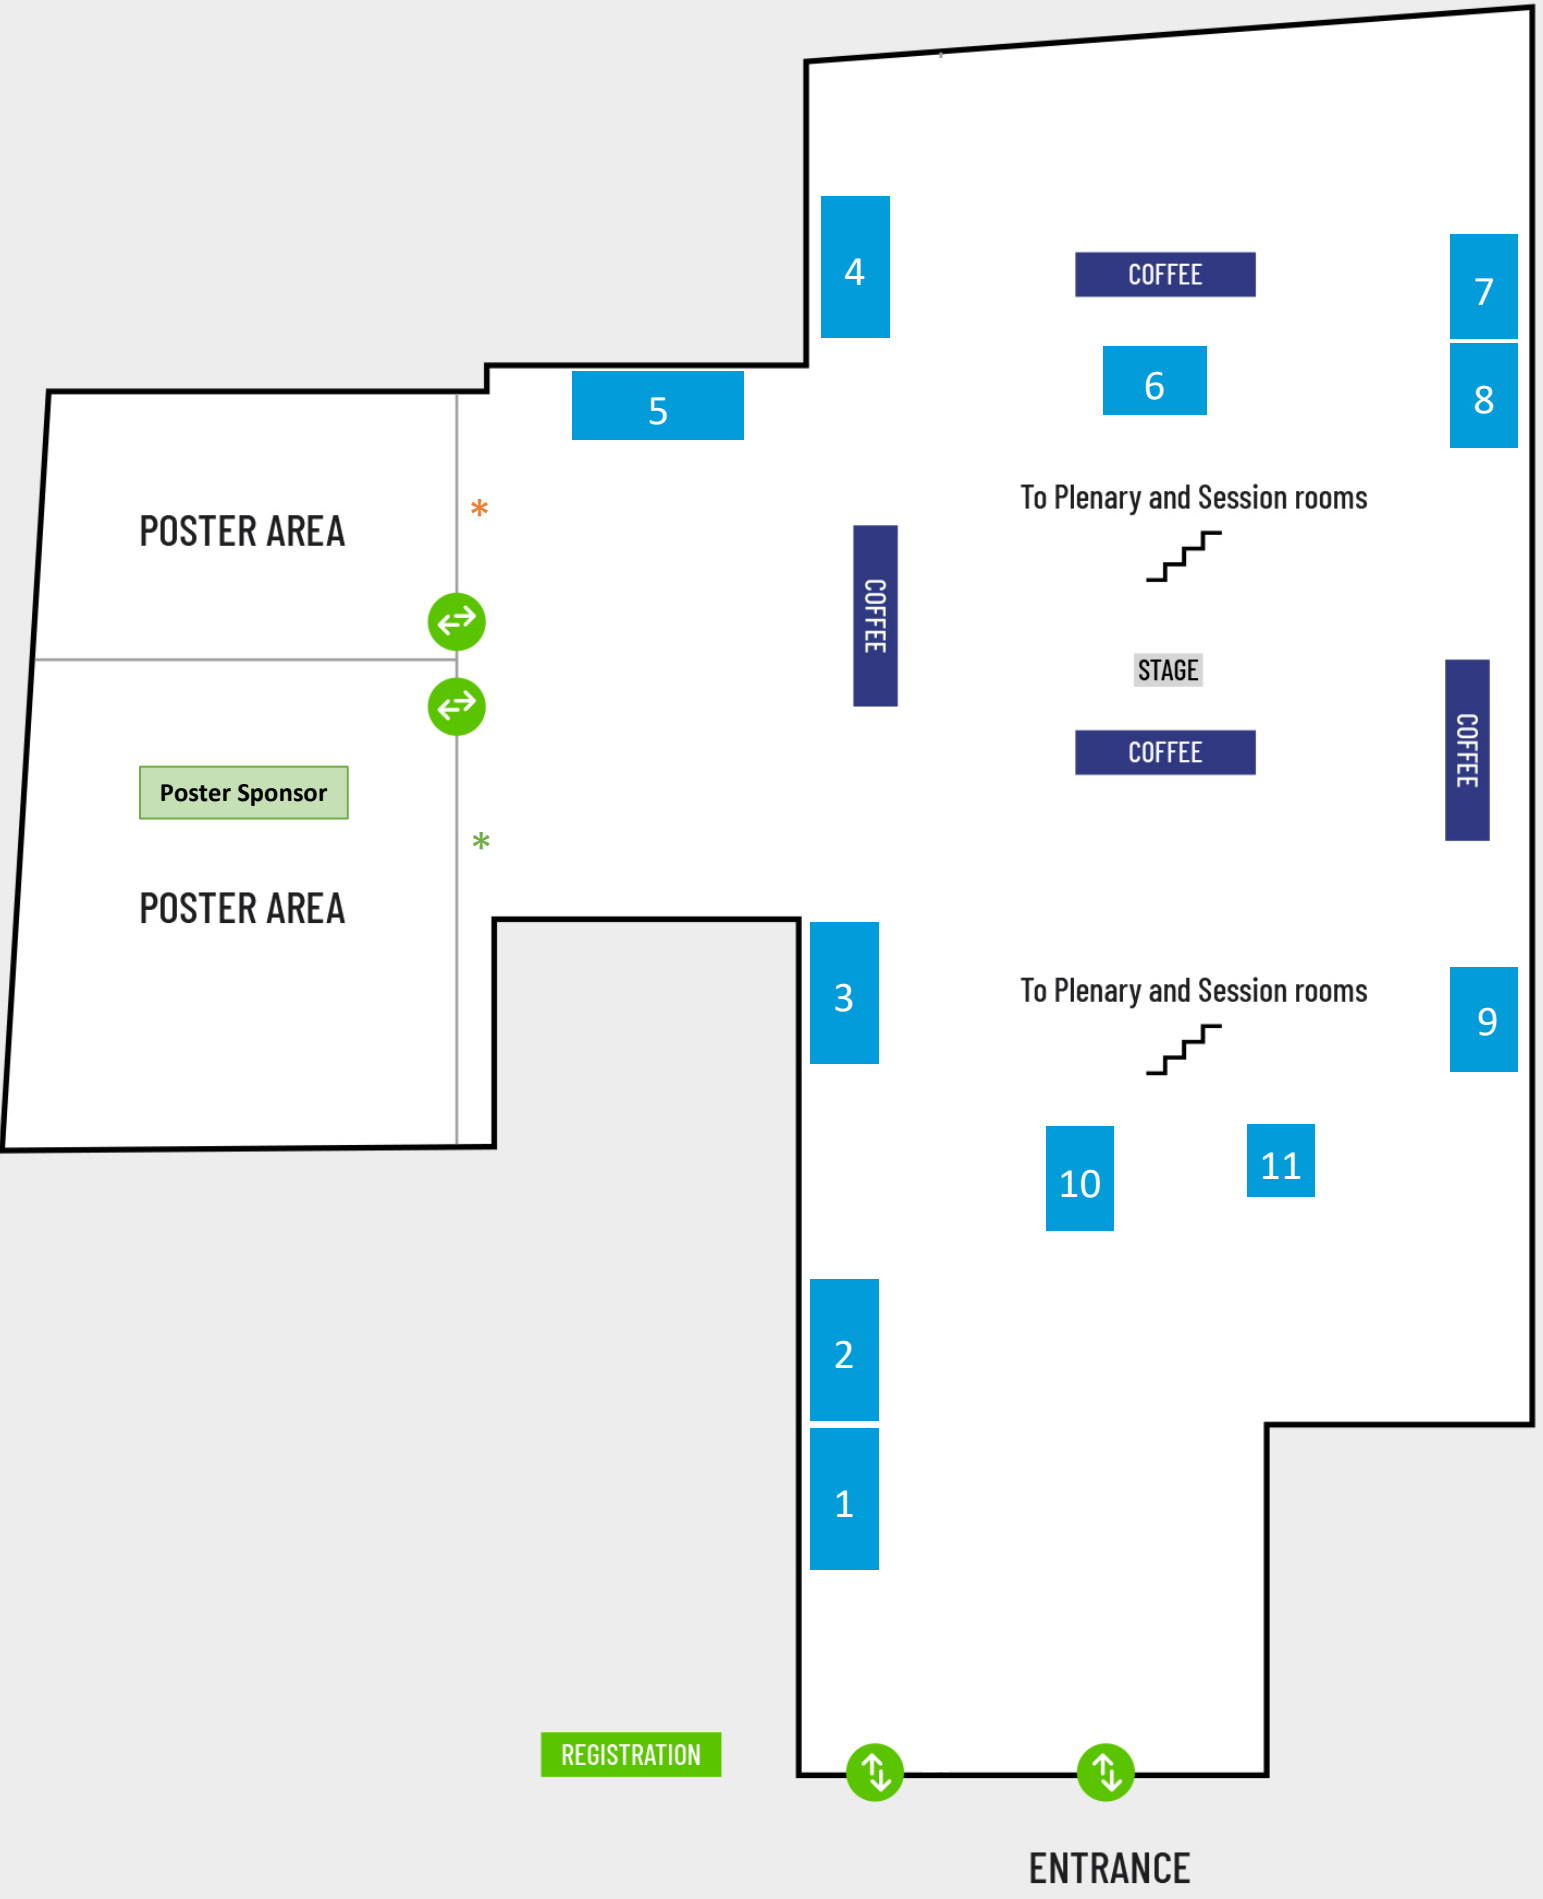 4
COFFEE
7
6
8
5
To Plenary and Session rooms
*
POSTER AREA
COFFEE
STAGE
COFFEE
COFFEE
Poster Sponsor
*
POSTER AREA
3
To Plenary and Session rooms
9
10
11
2
1
REGISTRATION
ENTRANCE